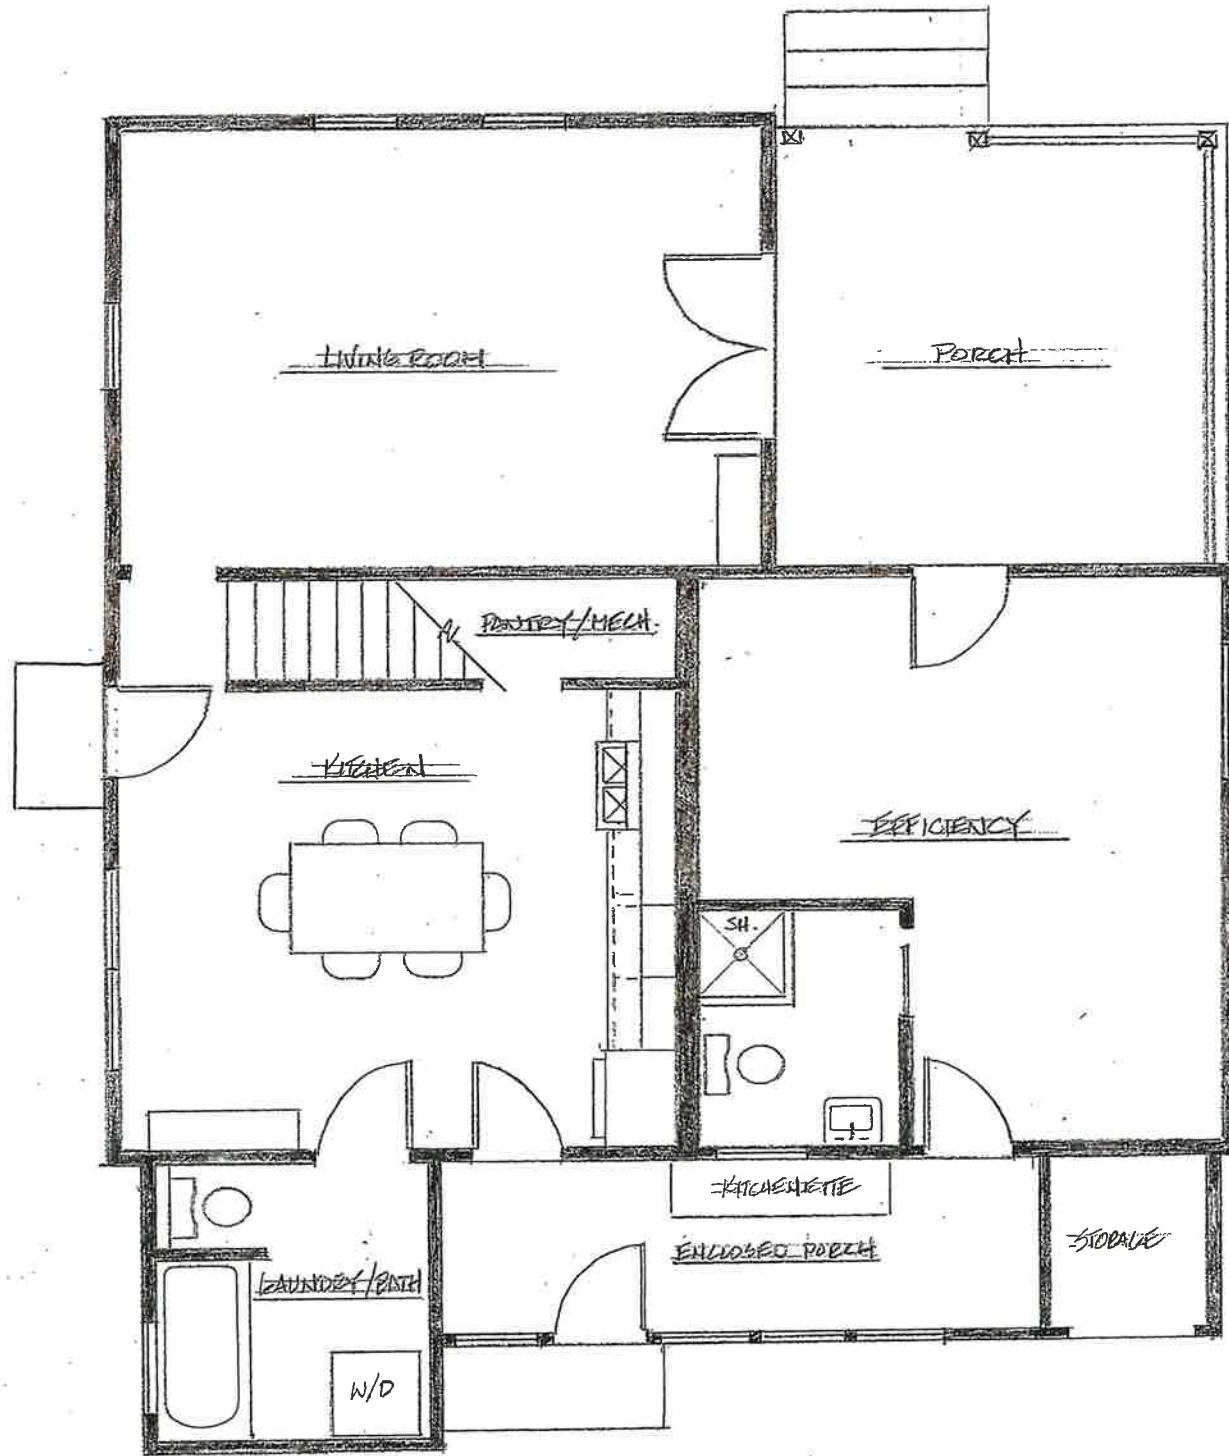 LIVING ROOM
PORCH
PANTRY/MECH.
KITCHEN
EFFICIENCY
SH.
KITCHENETTE
ENCLOSED PORCH
STORAGE
LAUNDRY/BATH
W/D